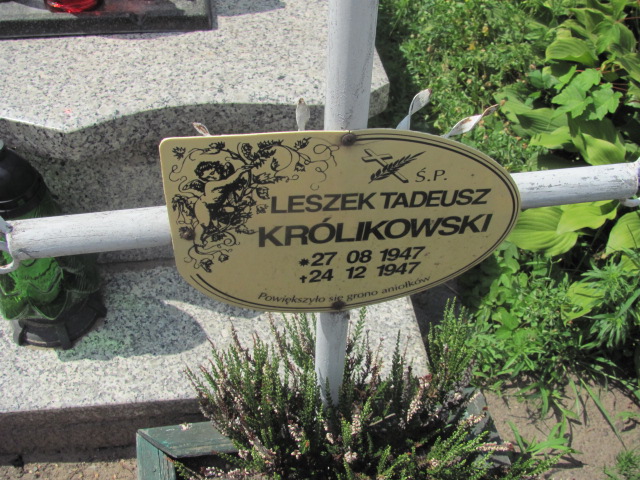 Ś.P.
LESZEK TADEUSZ
KRÓLIKOWSKI
*27 08 1947
†24 12 1947
Powiększyło się grono aniołków